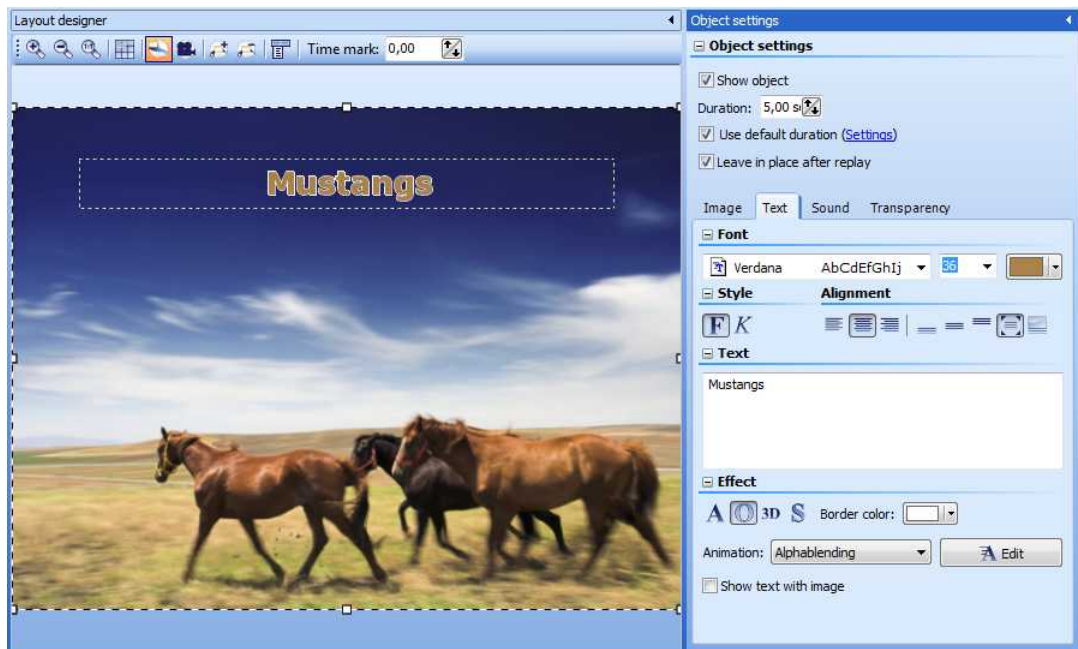 Layout designer
Time mark: 0,00
Mustangs
Object settings
Object settings
Show object
Duration: 5,00 s
Use default duration (Settings)
Leave in place after replay
Image Text Sound Transparency
Font
Verdana AbCdEfGhIj 36
Style Alignment
F K
Text
Mustangs
Effect
A O 3D S Border color:
Animation: Alphablending A Edit
Show text with image